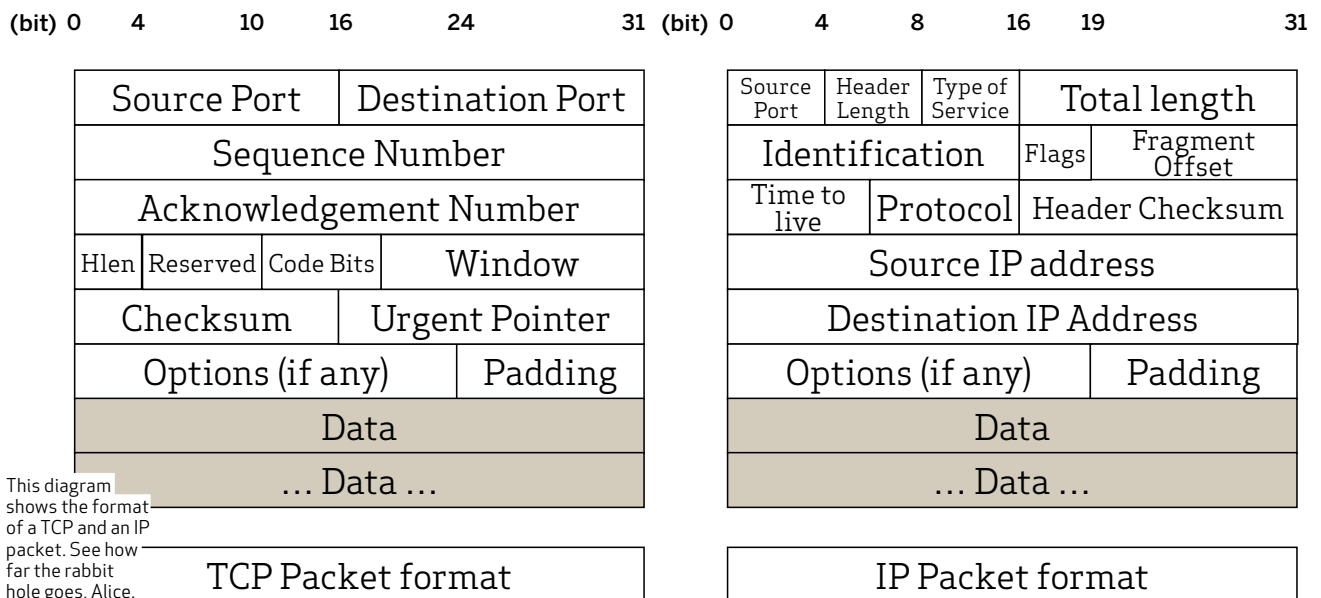 (bit) 0 4 10 16 24 31
Source Port Destination Port
Sequence Number
Acknowledgement Number
Hlen Reserved Code Bits Window
Checksum Urgent Pointer
Options (if any) Padding
Data
... Data ...
TCP Packet format
This diagram
shows the format
of a TCP and an IP
packet. See how
far the rabbit
hole goes, Alice.
(bit) 0 4 8 16 19 31
Source
Port
Header
Length
Type of
Service
Total length
Identification
Flags
Fragment
Offset
Time to
live
Protocol Header Checksum
Source IP address
Destination IP Address
Options (if any) Padding
Data
... Data ...
IP Packet format